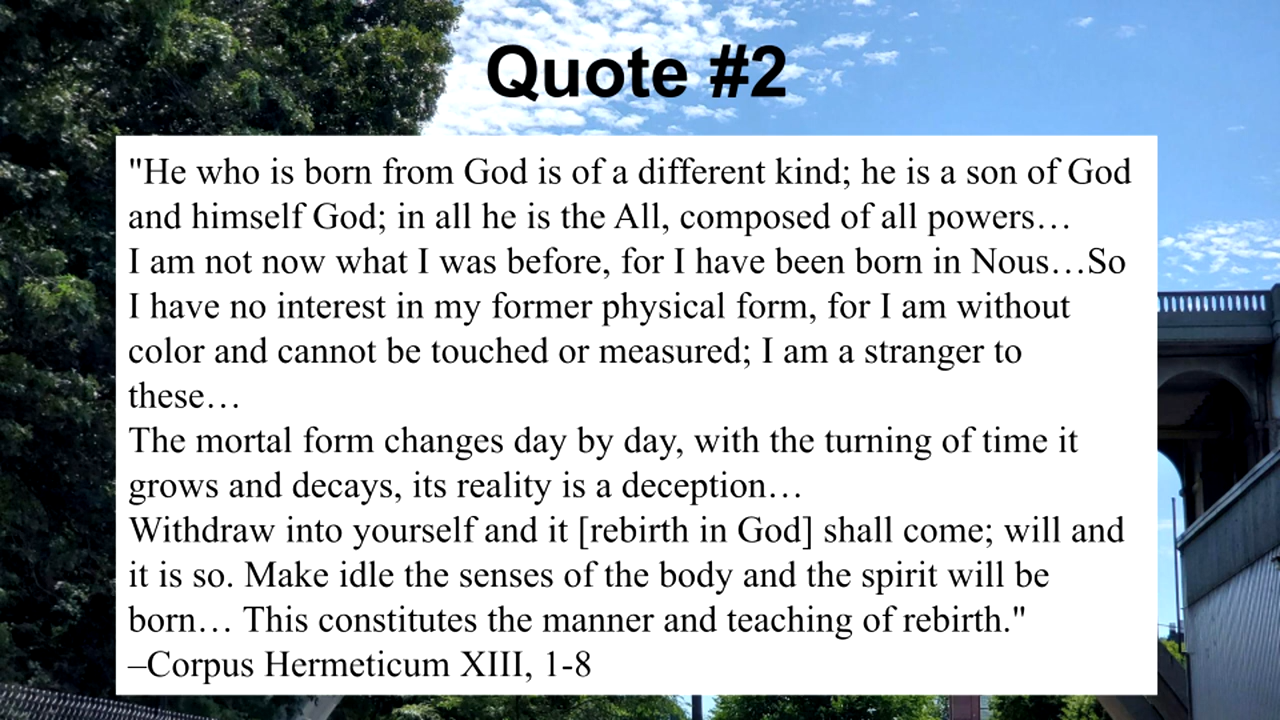 Quote #2
"He who is born from God is of a different kind; he is a son of God
and himself God; in all he is the All, composed of all powers…
I am not now what I was before, for I have been born in Nous…So
I have no interest in my former physical form, for I am without
color and cannot be touched or measured; I am a stranger to
these…
The mortal form changes day by day, with the turning of time it
grows and decays, its reality is a deception…
Withdraw into yourself and it [rebirth in God] shall come; will and
it is so. Make idle the senses of the body and the spirit will be
born… This constitutes the manner and teaching of rebirth."
–Corpus Hermeticum XIII, 1-8